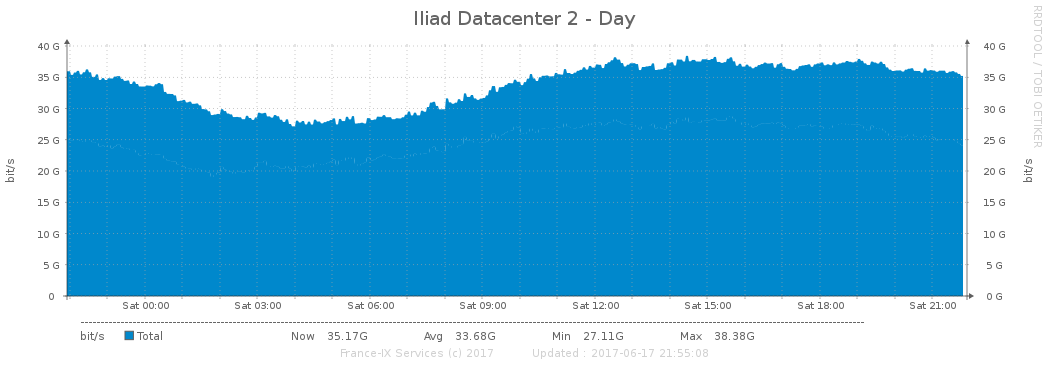 Iliad Datacenter 2 - Day
RRDTOOL / TOBI OETIKER
bit/s
40 G
35 G
30 G
25 G
20 G
15 G
10 G
5 G
0
40 G
35 G
30 G
25 G
20 G
15 G
10 G
5 G
0 G
bit/s
Sat 00:00 Sat 03:00 Sat 06:00 Sat 09:00 Sat 12:00 Sat 15:00 Sat 18:00 Sat 21:00
bit/s Total Now 35.17G Avg 33.68G Min 27.11G Max 38.38G
France-IX Services (c) 2017 Updated : 2017-06-17 21:55:08